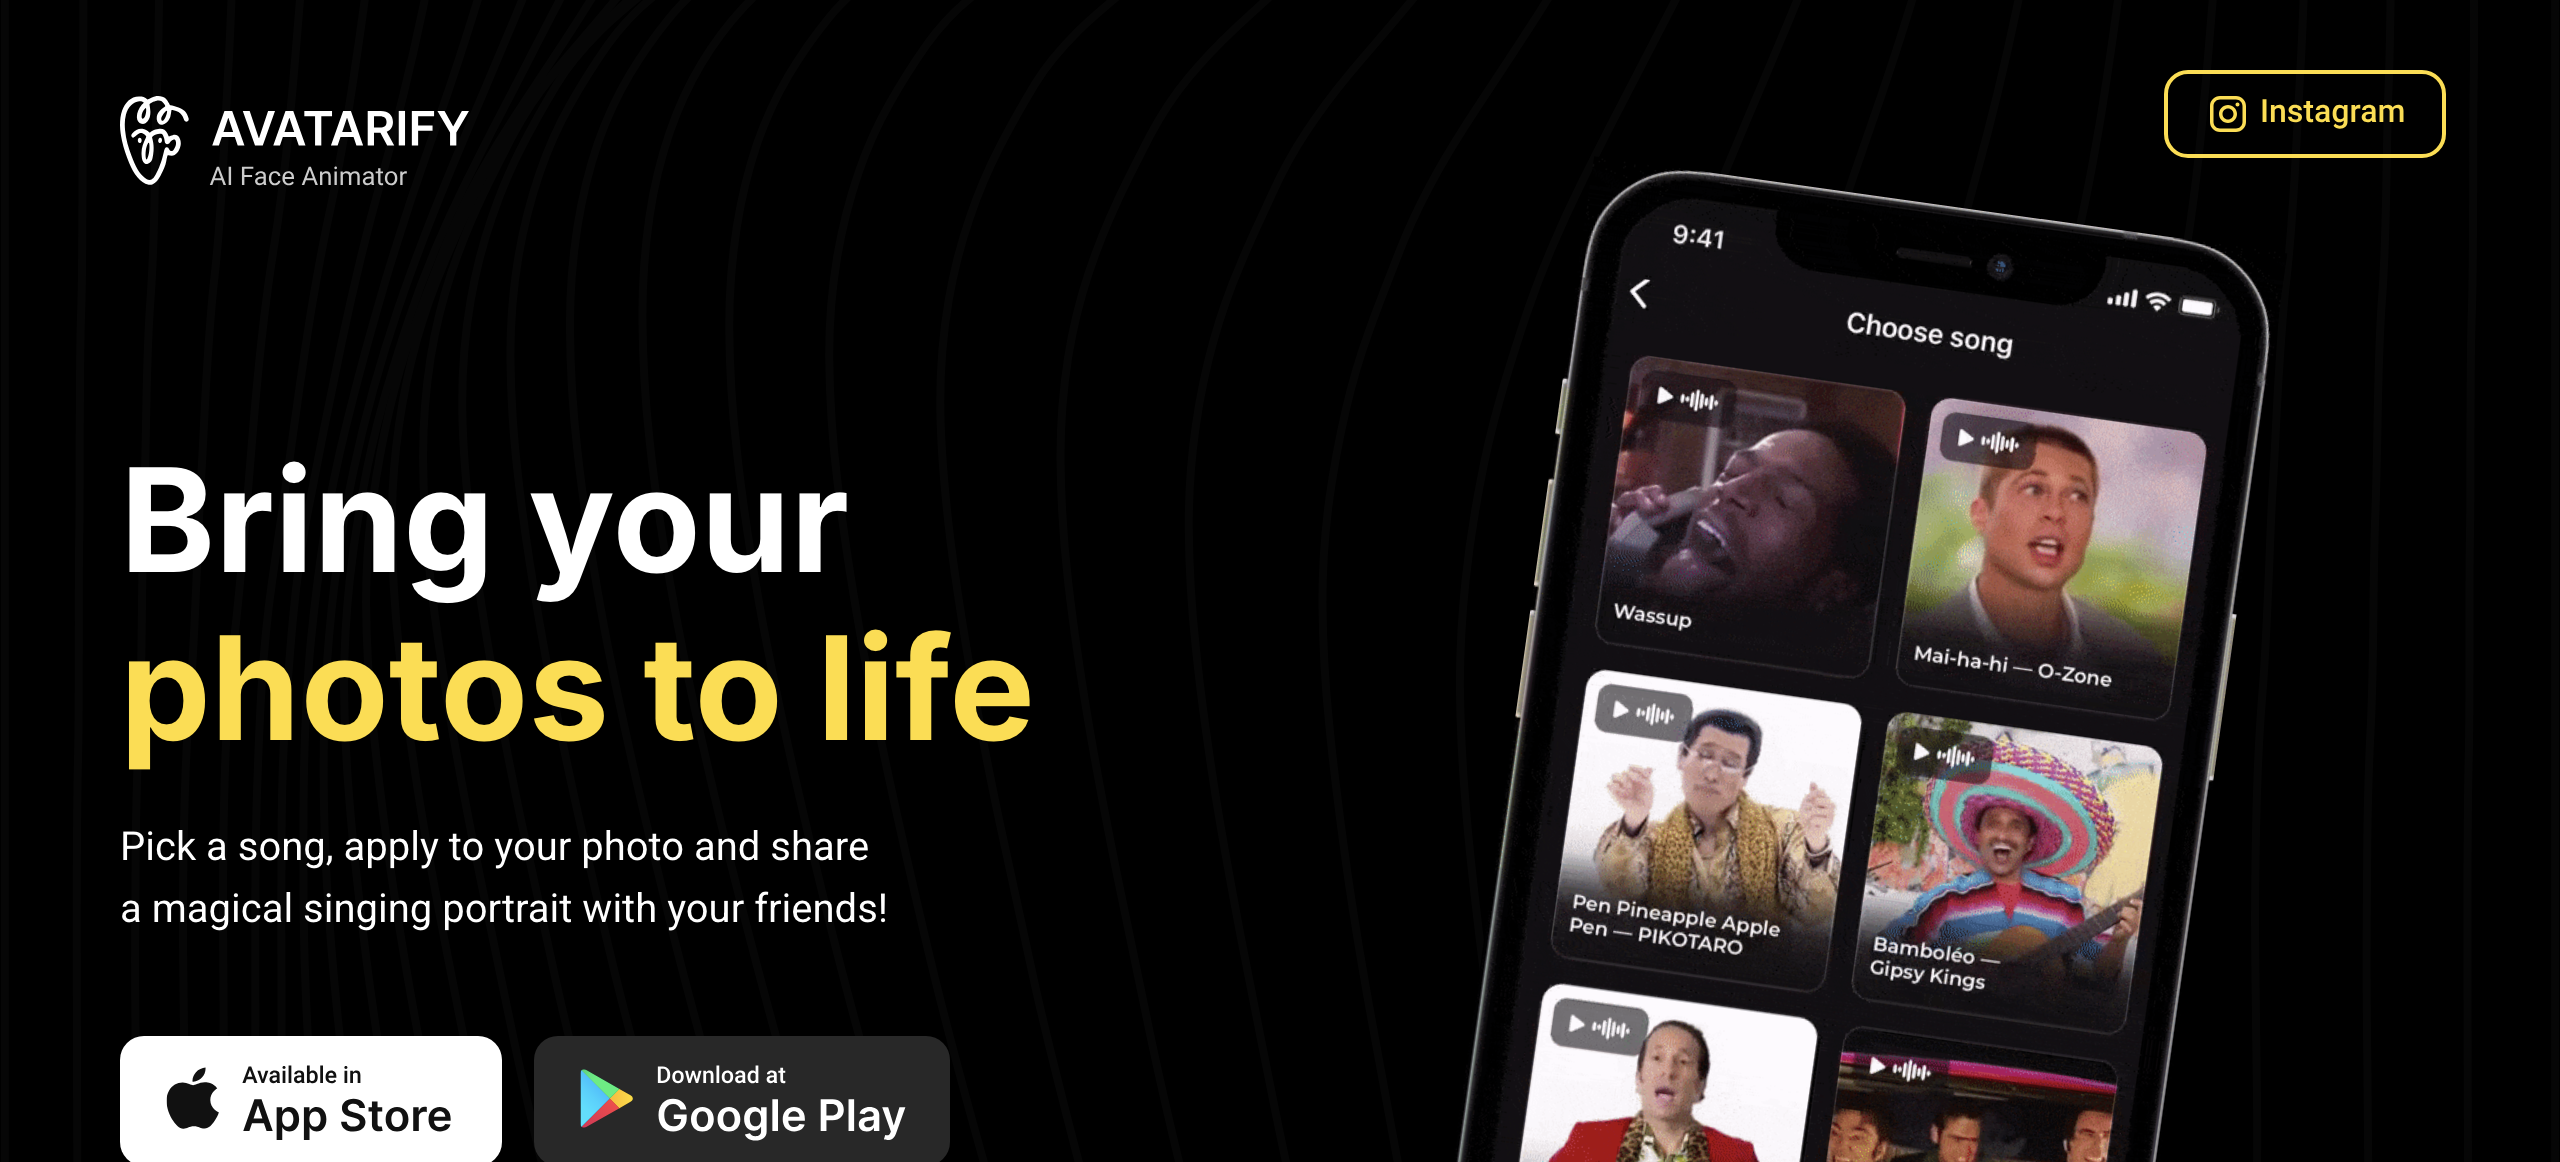 AVATARIFY
AI Face Animator
Instagram
Bring your
photos to life
Pick a song, apply to your photo and share
a magical singing portrait with your friends!
Available in
App Store
Download at
Google Play
9:41
Choose song
Wassup
Mai-ha-hi — O-Zone
Pen Pineapple Apple
Pen — PIKOTARO
Bamboléo —
Gipsy Kings